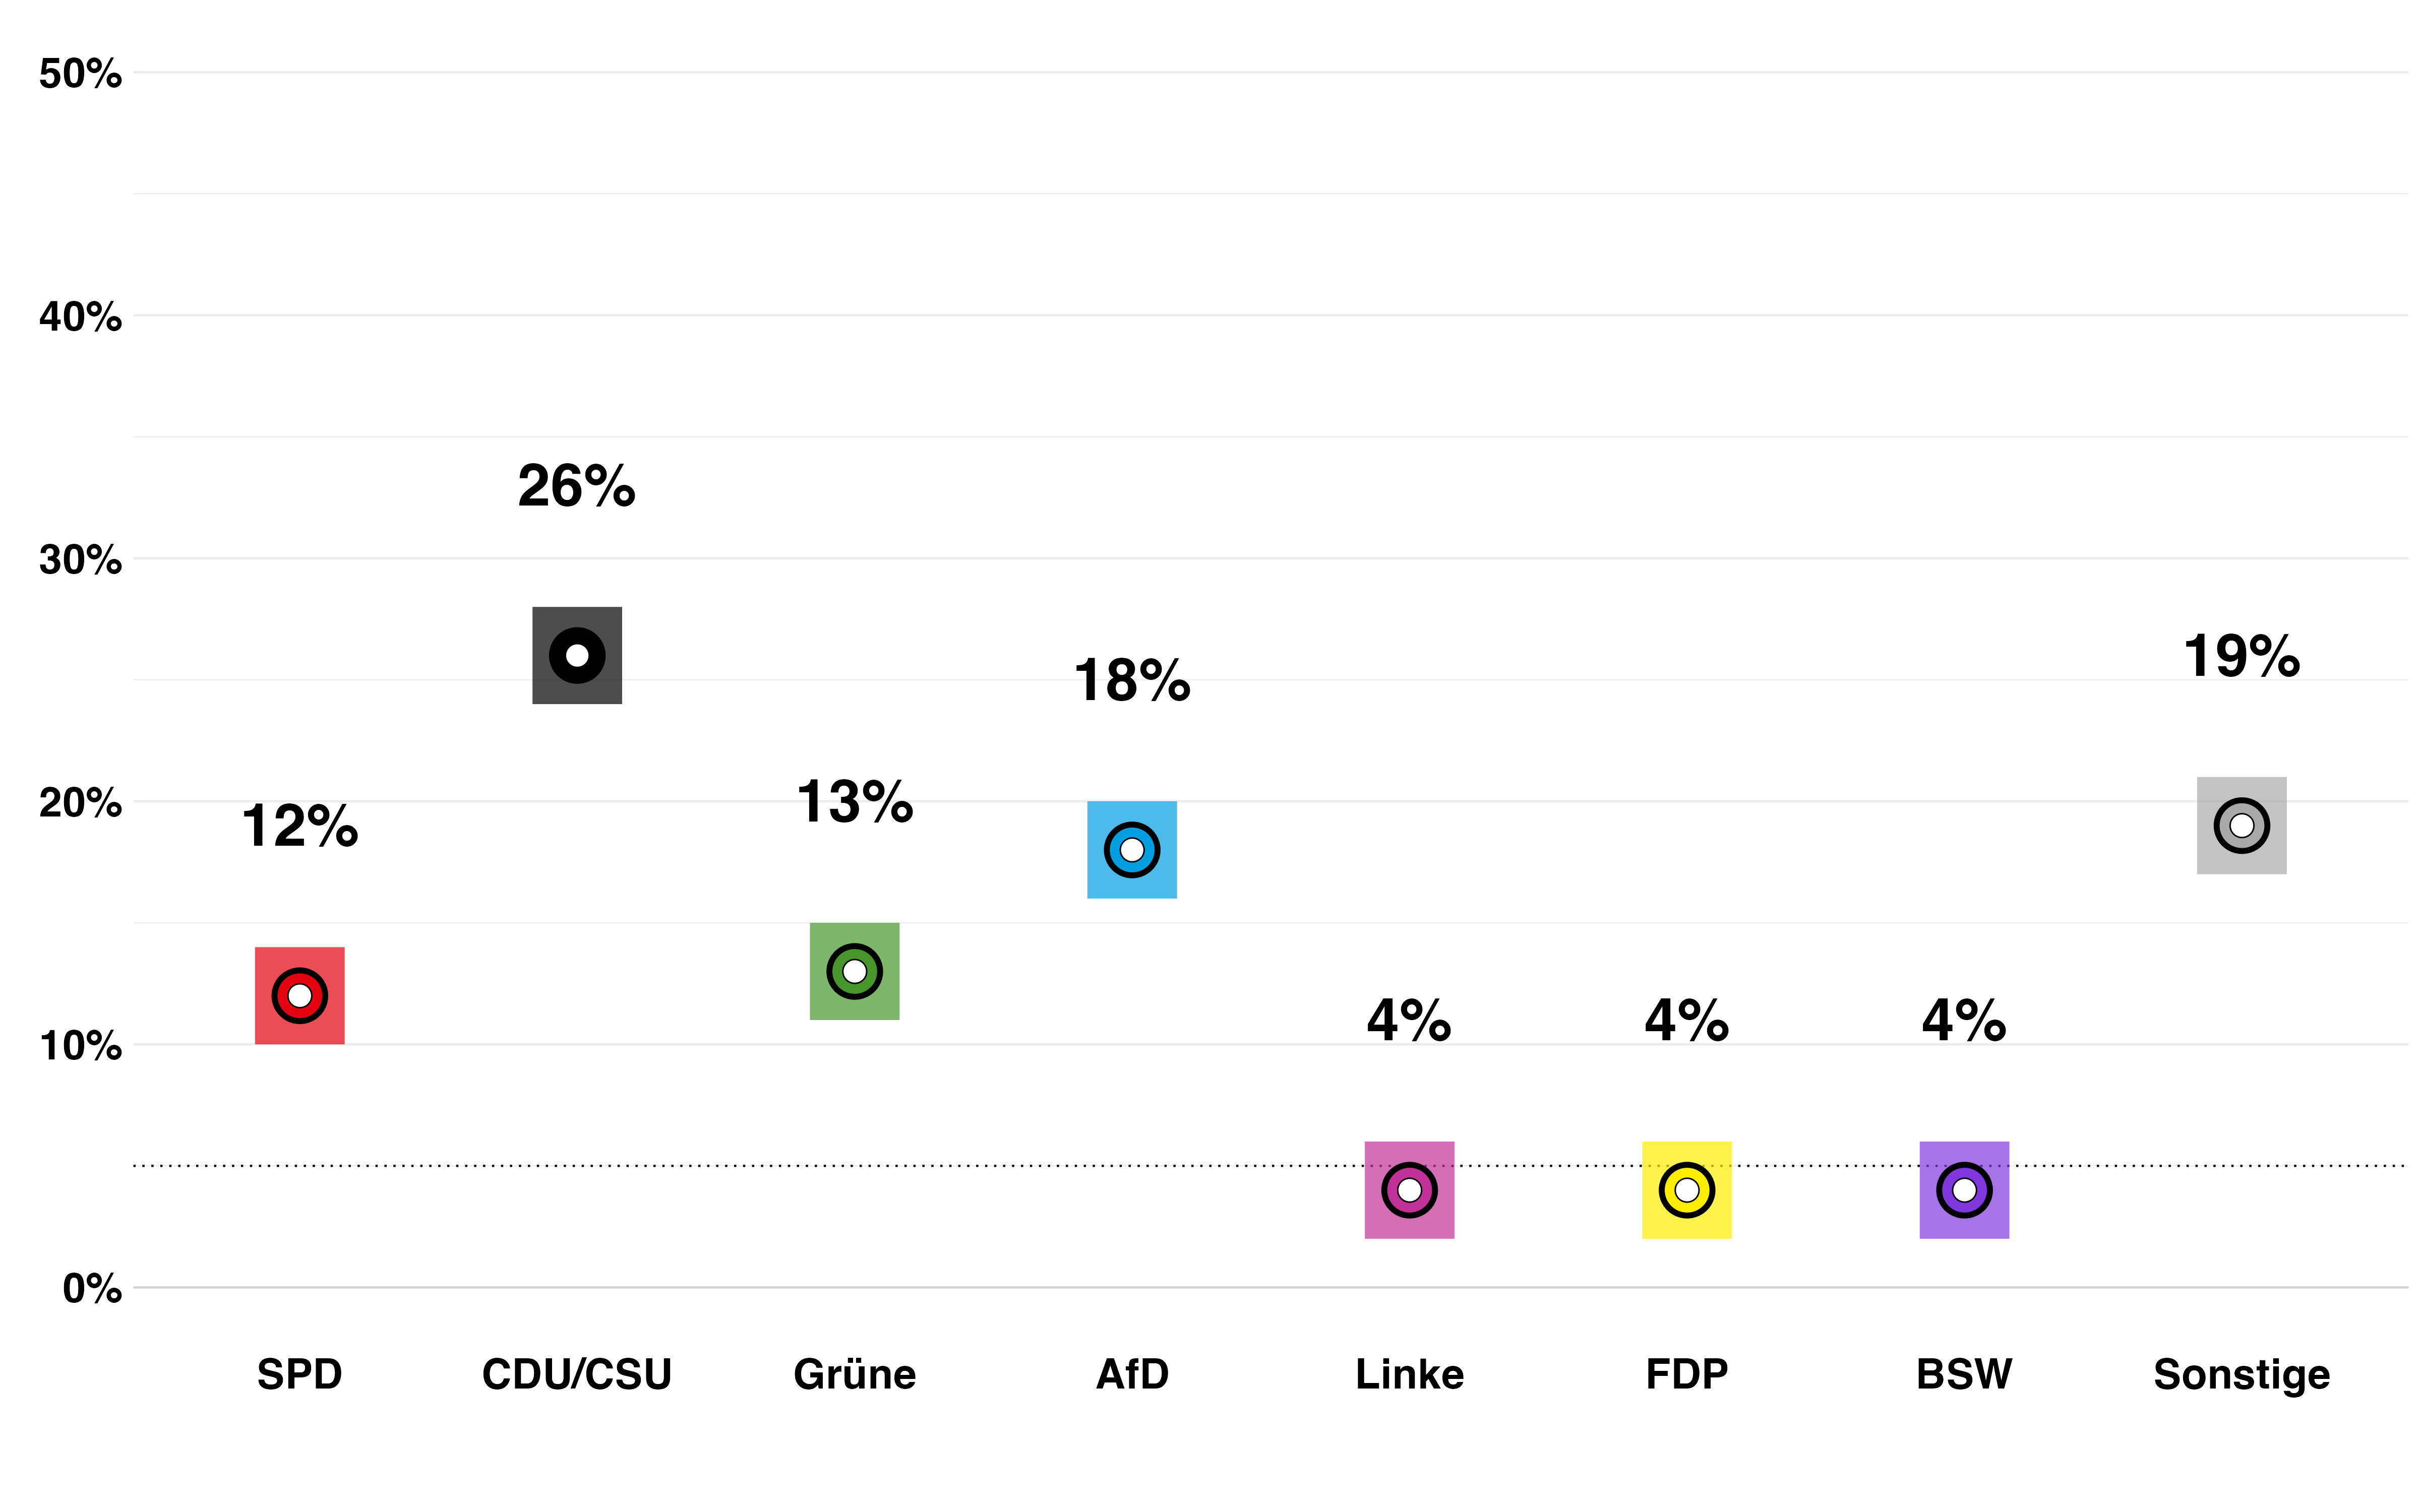 50%
40%
30%
20%
10%
0%
12%
26%
13%
18%
4%
4%
4%
19%
SPD
CDU/CSU
Grüne
AfD
Linke
FDP
BSW
Sonstige